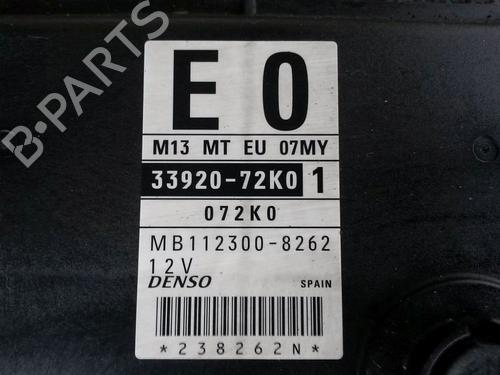 E 0
M13 MT EU 07MY
33920-72K0 1
072K0
MB112300-8262
12V
DENSO SPAIN
*238262N*
B-PARTS